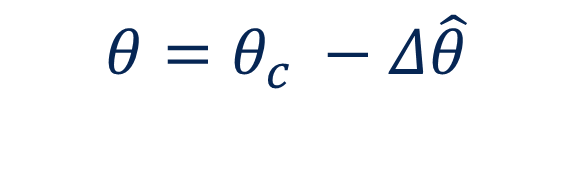 θ = θ_c − Δθ̂